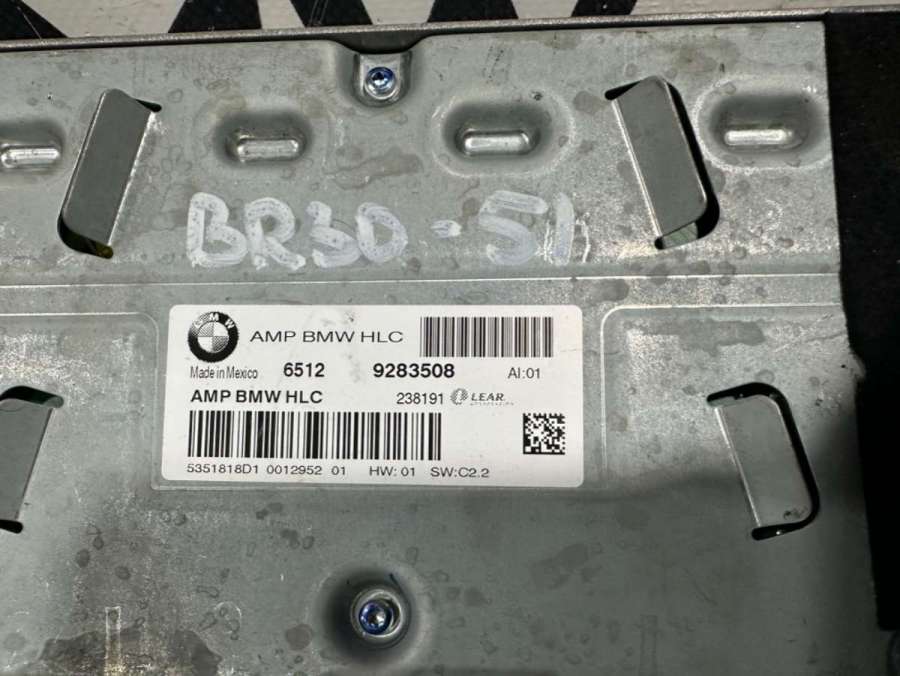 BR30-51
BMW
AMP BMW HLC
Made in Mexico 6512 9283508 AI:01
AMP BMW HLC 238191 LEAR
5351818D1 0012952 01 HW:01 SW:C2.2